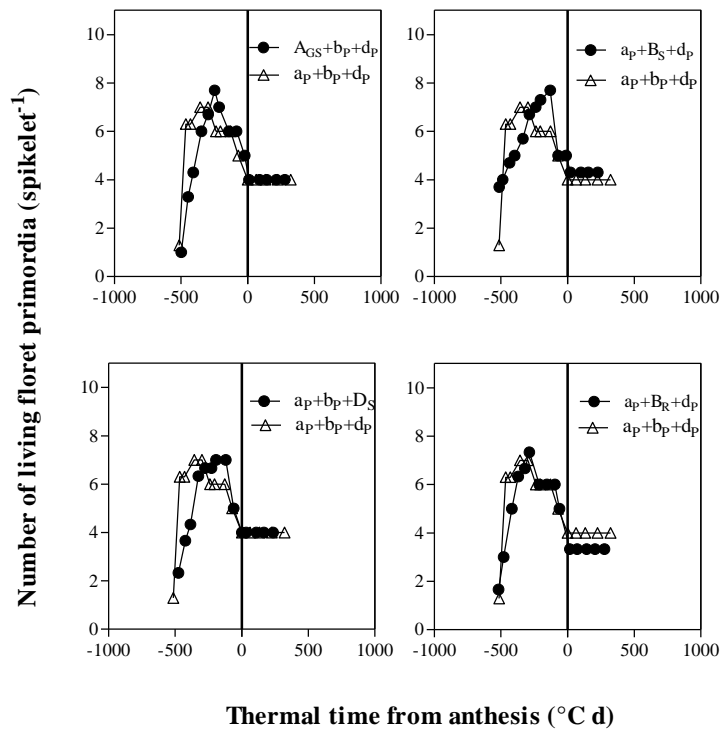 Number of living floret primordia (spikelet⁻¹)
10
8
6
4
2
0
-1000 -500 0 500 1000
A_GS+b_P+d_P
a_P+b_P+d_P
10
8
6
4
2
0
-1000 -500 0 500 1000
a_P+B_S+d_P
a_P+b_P+d_P
10
8
6
4
2
0
-1000 -500 0 500 1000
a_P+b_P+D_S
a_P+b_P+d_P
10
8
6
4
2
0
-1000 -500 0 500 1000
a_P+B_R+d_P
a_P+b_P+d_P
Thermal time from anthesis (°C d)